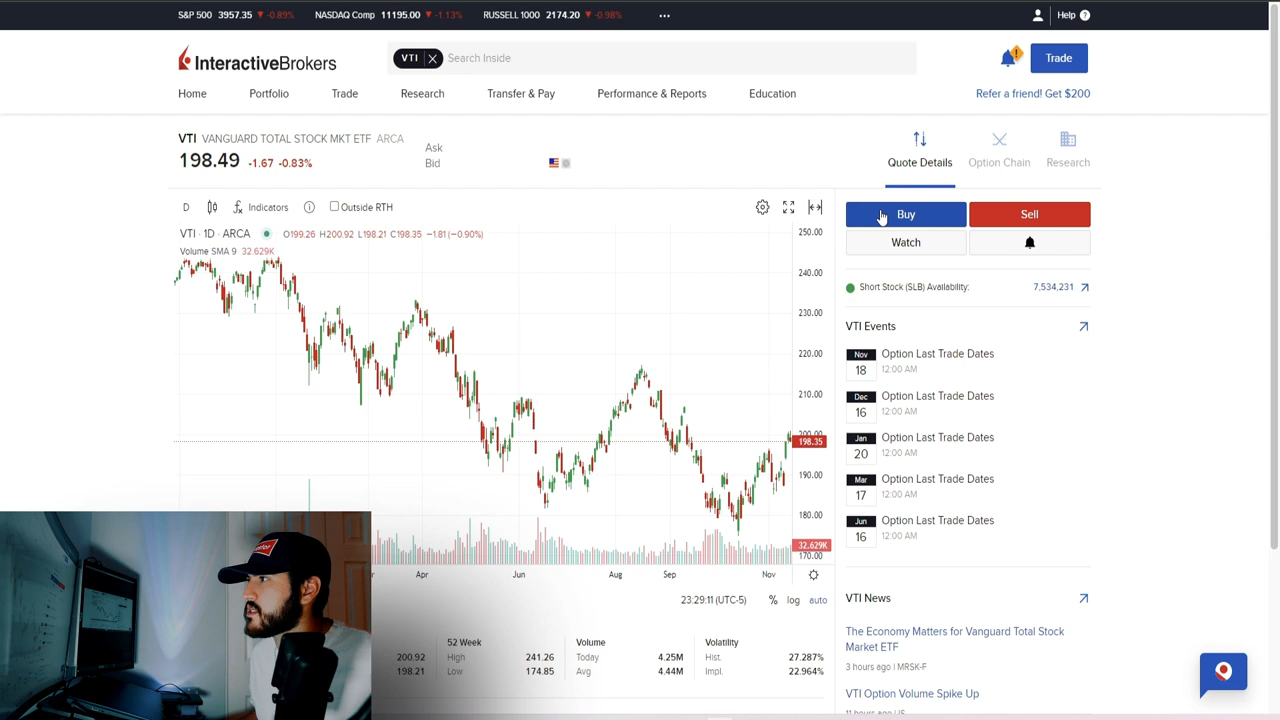 S&P 500 3957.35 ▼ -0.89% NASDAQ Comp 11195.00 ▼ -1.13% RUSSELL 1000 2174.20 ▼ -0.98% ••• Help ?
InteractiveBrokers VTI Search Inside Trade
Home Portfolio Trade Research Transfer & Pay Performance & Reports Education Refer a friend! Get $200
VTI VANGUARD TOTAL STOCK MKT ETF ARCA
198.49 -1.67 -0.83%
Ask
Bid
Quote Details Option Chain Research
D Indicators Outside RTH
VTI · 1D · ARCA O199.26 H200.92 L198.21 C198.35 −1.81 (−0.90%)
Volume SMA 9 32.629K
250.00
240.00
230.00
220.00
210.00
200.00
198.35
190.00
180.00
32.629K
170.00
Apr Jun Aug Sep Nov
23:29:11 (UTC-5) % log auto
200.92
198.21
52 Week
High 241.26
Low 174.85
Volume
Today 4.25M
Avg 4.44M
Volatility
Hist. 27.287%
Impl. 22.964%
Buy Sell
Watch
Short Stock (SLB) Availability: 7,534,231
VTI Events
Nov 18 Option Last Trade Dates
12:00 AM
Dec 16 Option Last Trade Dates
12:00 AM
Jan 20 Option Last Trade Dates
12:00 AM
Mar 17 Option Last Trade Dates
12:00 AM
Jun 16 Option Last Trade Dates
12:00 AM
VTI News
The Economy Matters for Vanguard Total Stock
Market ETF
3 hours ago | MRSK-F
VTI Option Volume Spike Up